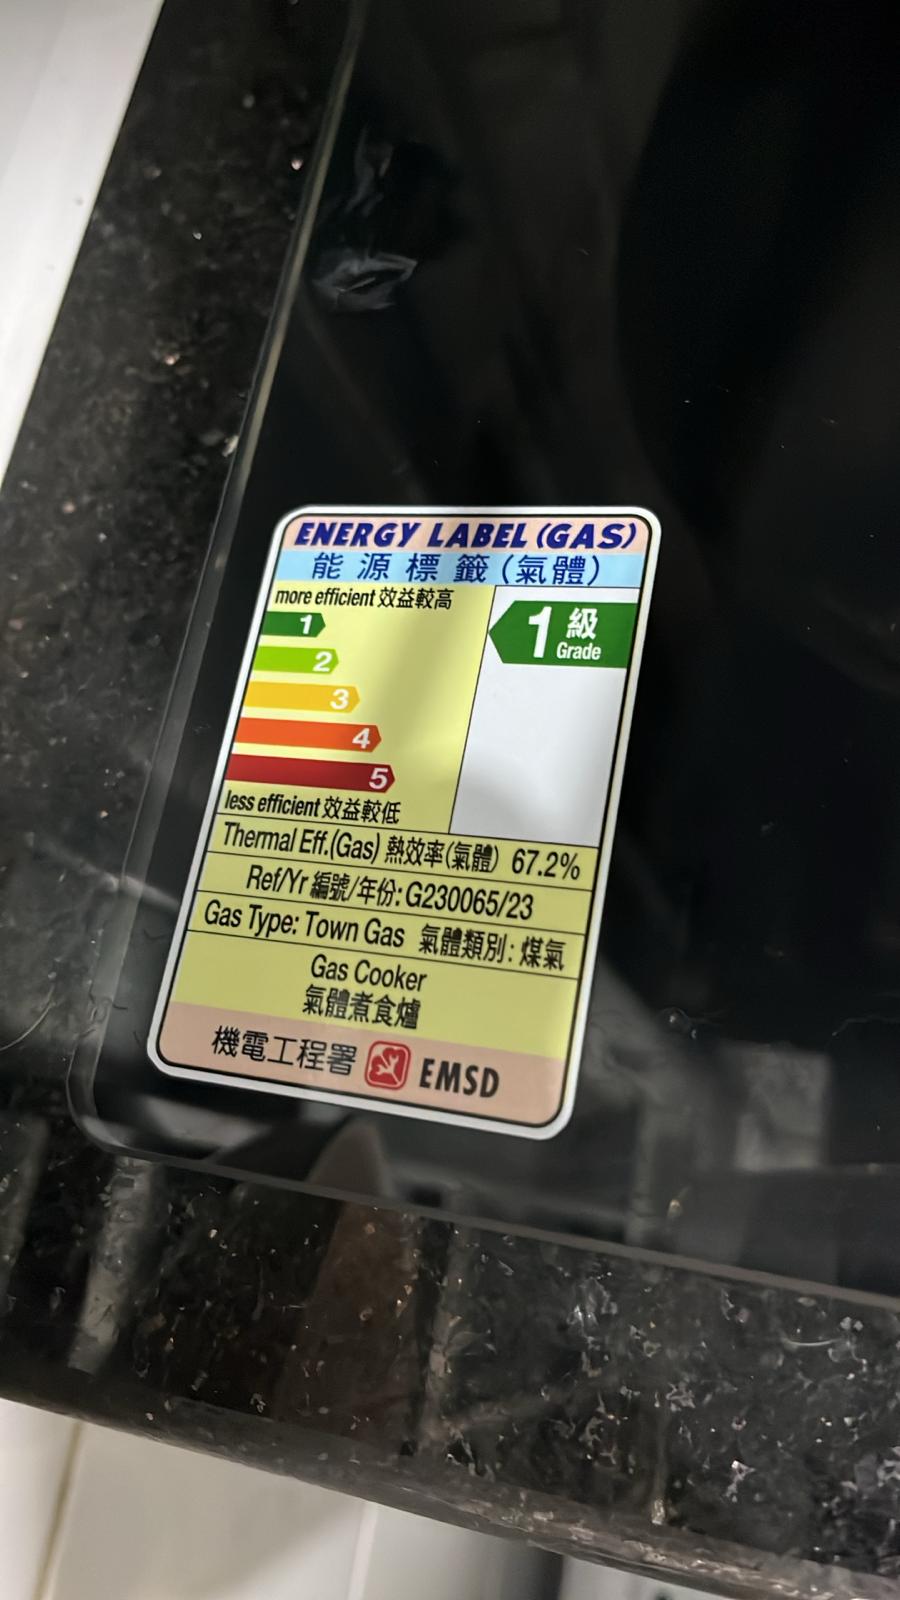 ENERGY LABEL (GAS)
能源標籤(氣體)
more efficient 效益較高
1
2
3
4
5
less efficient 效益較低
1 級 Grade
Thermal Eff.(Gas) 熱效率(氣體) 67.2%
Ref/Yr 編號/年份: G230065/23
Gas Type: Town Gas 氣體類別: 煤氣
Gas Cooker
氣體煮食爐
機電工程署 EMSD